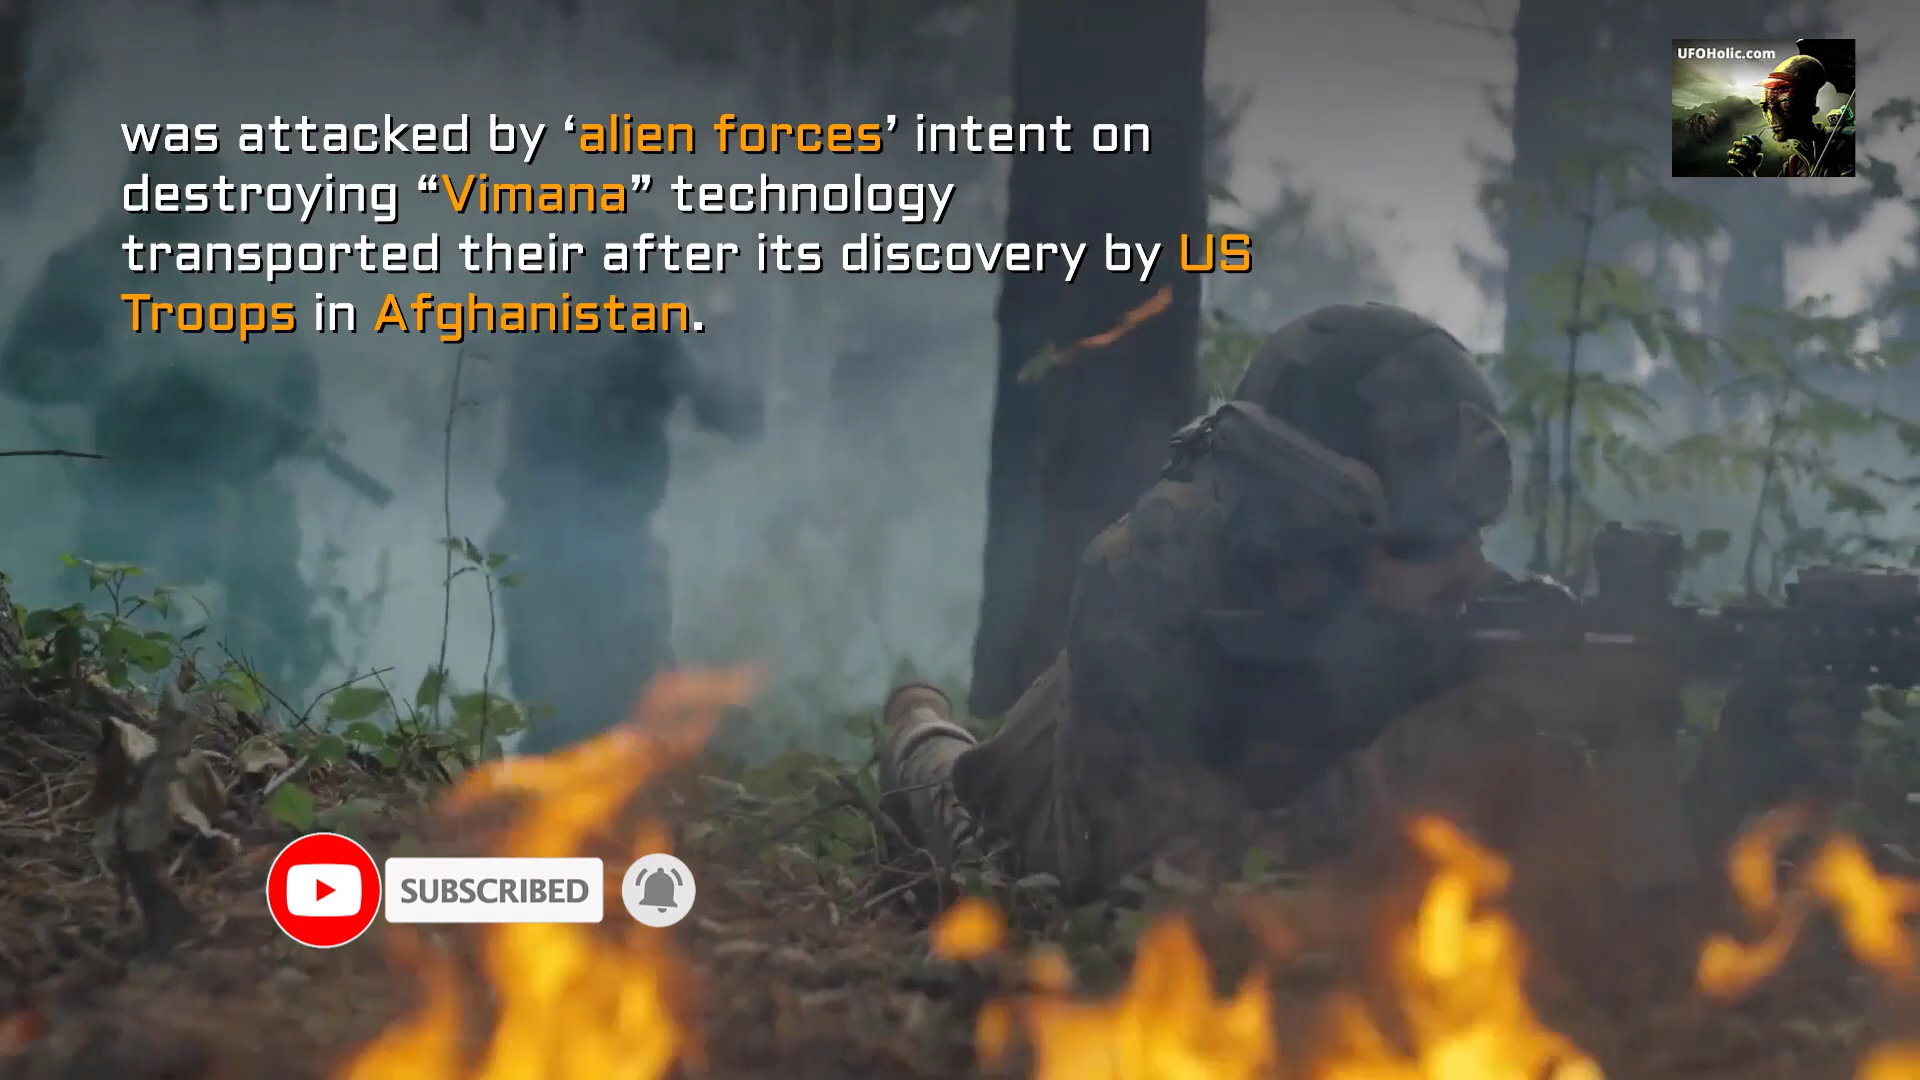 UFOHolic.com
was attacked by ‘alien forces’ intent on
destroying “Vimana” technology
transported their after its discovery by US
Troops in Afghanistan.
SUBSCRIBED